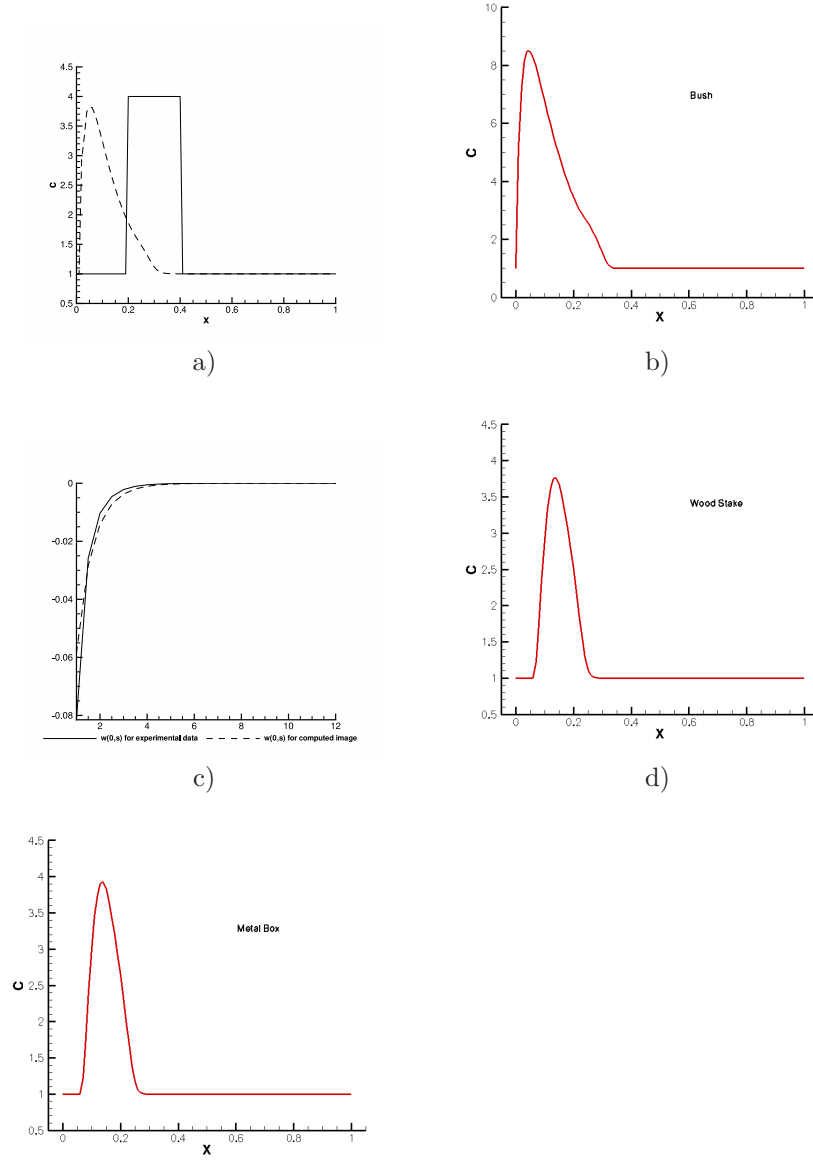 4.5
4
3.5
3
2.5
2
1.5
1
0.5
c
0 0.2 0.4 0.6 0.8 1
X
a)
10
8
6
4
2
0
C
Bush
0 0.2 0.4 0.6 0.8 1
X
b)
0
-0.02
-0.04
-0.06
-0.08
2 4 6 8 10 12
w(0,s) for experimental data w(0,s) for computed image
c)
4.5
4
3.5
3
2.5
2
1.5
1
0.5
C
Wood Stake
0 0.2 0.4 0.6 0.8 1
X
d)
4.5
4
3.5
3
2.5
2
1.5
1
0.5
C
Metal Box
0 0.2 0.4 0.6 0.8 1
X